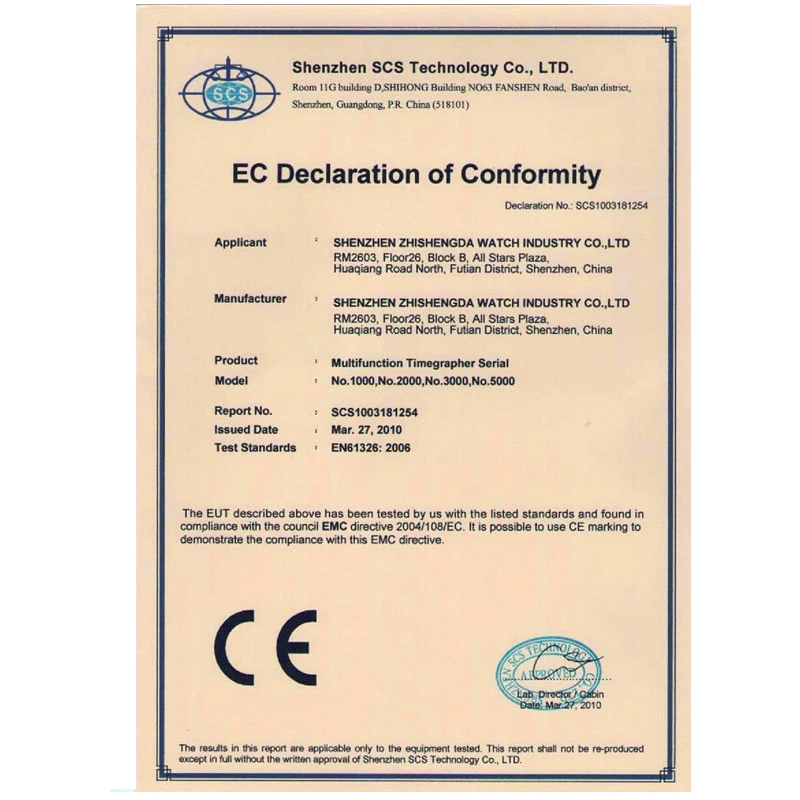 SCS
Shenzhen SCS Technology Co., LTD.
Room 11G building D,SHIHONG Building NO63 FANSHEN Road, Bao'an district,
Shenzhen, Guangdong, P.R. China (518101)
EC Declaration of Conformity
Declaration No.: SCS1003181254
Applicant : SHENZHEN ZHISHENGDA WATCH INDUSTRY CO.,LTD
RM2603, Floor26, Block B, All Stars Plaza,
Huaqiang Road North, Futian District, Shenzhen, China
Manufacturer : SHENZHEN ZHISHENGDA WATCH INDUSTRY CO.,LTD
RM2603, Floor26, Block B, All Stars Plaza,
Huaqiang Road North, Futian District, Shenzhen, China
Product : Multifunction Timegrapher Serial
Model : No.1000,No.2000,No.3000,No.5000
Report No. : SCS1003181254
Issued Date : Mar. 27, 2010
Test Standards : EN61326: 2006
The EUT described above has been tested by us with the listed standards and found in
compliance with the council EMC directive 2004/108/EC. It is possible to use CE marking to
demonstrate the compliance with this EMC directive.
CE
SCS TECHNOLOGY CO
APPROVED
Lab. Director / Cabin
Date: Mar.27, 2010
The results in this report are applicable only to the equipment tested. This report shall not be re-produced
except in full without the written approval of Shenzhen SCS Technology Co., LTD.